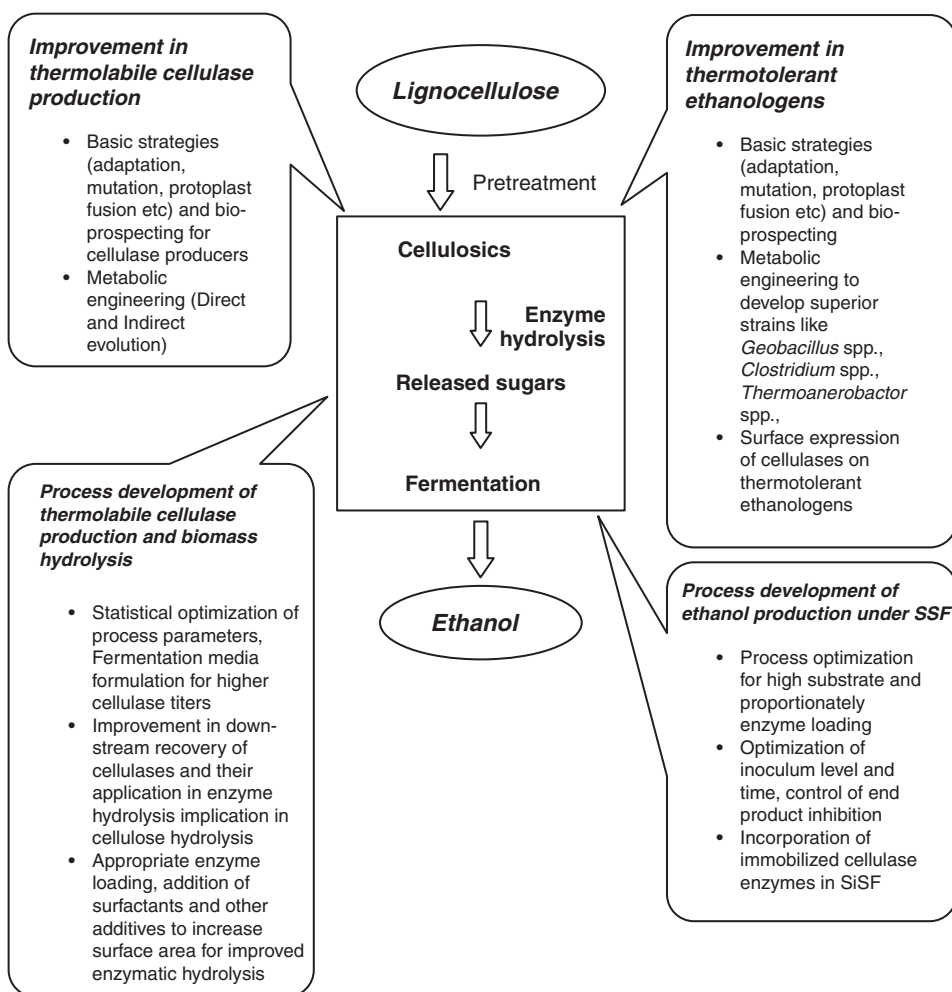 Improvement in
thermolabile cellulase
production
• Basic strategies
(adaptation,
mutation, protoplast
fusion etc) and bio-
prospecting for
cellulase producers
• Metabolic
engineering (Direct
and Indirect
evolution)
Lignocellulose
Pretreatment
Cellulosics
Enzyme
hydrolysis
Released sugars
Fermentation
Ethanol
Improvement in
thermotolerant
ethanologens
• Basic strategies
(adaptation,
mutation, protoplast
fusion etc) and bio-
prospecting
• Metabolic
engineering to
develop superior
strains like
Geobacillus spp.,
Clostridium spp.,
Thermoanerobactor
spp.,
• Surface expression
of cellulases on
thermotolerant
ethanologens
Process development of
thermolabile cellulase
production and biomass
hydrolysis
• Statistical optimization of
process parameters,
Fermentation media
formulation for higher
cellulase titers
• Improvement in down-
stream recovery of
cellulases and their
application in enzyme
hydrolysis implication in
cellulose hydrolysis
• Appropriate enzyme
loading, addition of
surfactants and other
additives to increase
surface area for improved
enzymatic hydrolysis
Process development of
ethanol production under SSF
• Process optimization
for high substrate and
proportionately
enzyme loading
• Optimization of
inoculum level and
time, control of end
product inhibition
• Incorporation of
immobilized cellulase
enzymes in SiSF